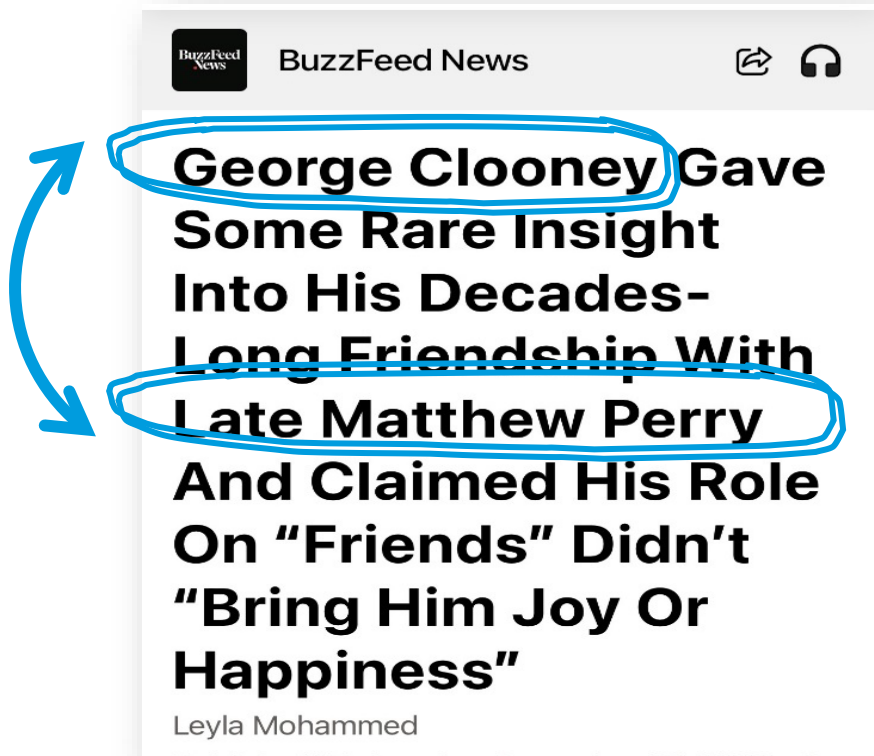 BuzzFeed
News
BuzzFeed News
George Clooney Gave
Some Rare Insight
Into His Decades-
Long Friendship With
Late Matthew Perry
And Claimed His Role
On “Friends” Didn’t
“Bring Him Joy Or
Happiness”
Leyla Mohammed